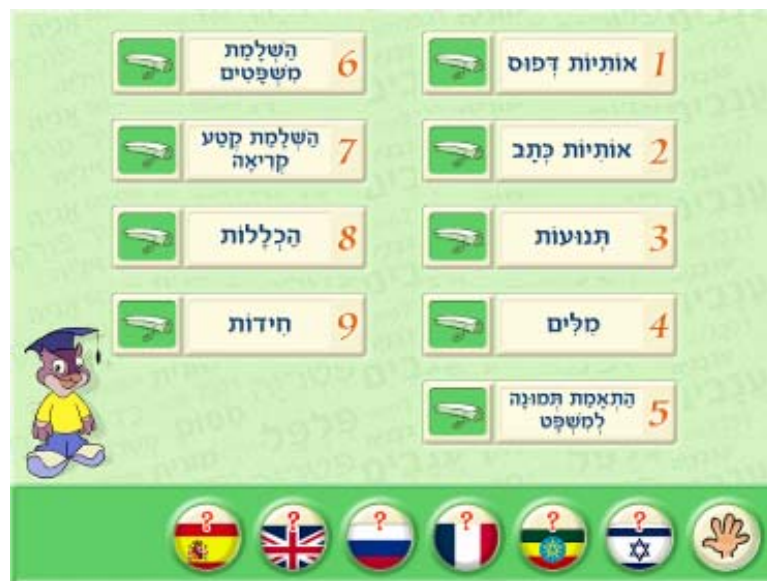 1 אוֹתִיּוֹת דְּפוּס
2 אוֹתִיּוֹת כְּתָב
3 תְּנוּעוֹת
4 מִלִּים
5 הַתְאָמַת תְּמוּנָה
לְמִשְׁפָּט
6 הַשְׁלָמַת
מִשְׁפָּטִים
7 הַשְׁלָמַת קֶטַע
קְרִיאָה
8 הַכְלָלוֹת
9 חִידוֹת
? ? ? ? ? ?